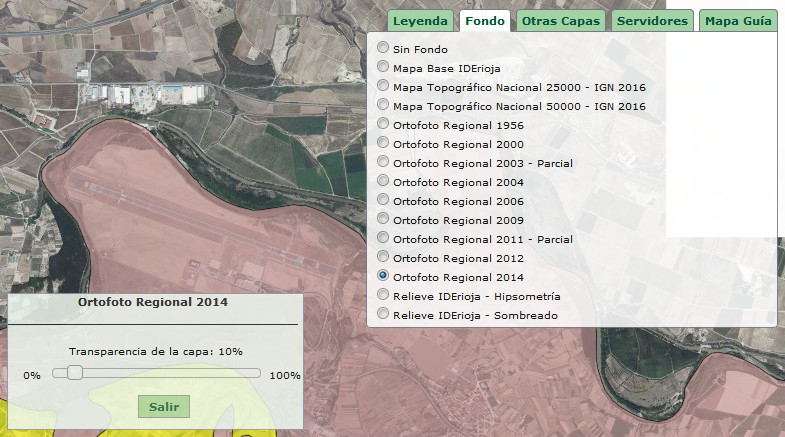 Leyenda Fondo Otras Capas Servidores Mapa Guía
Sin Fondo
Mapa Base IDErioja
Mapa Topográfico Nacional 25000 - IGN 2016
Mapa Topográfico Nacional 50000 - IGN 2016
Ortofoto Regional 1956
Ortofoto Regional 2000
Ortofoto Regional 2003 - Parcial
Ortofoto Regional 2004
Ortofoto Regional 2006
Ortofoto Regional 2009
Ortofoto Regional 2011 - Parcial
Ortofoto Regional 2012
Ortofoto Regional 2014
Relieve IDErioja - Hipsometría
Relieve IDErioja - Sombreado
Ortofoto Regional 2014
Transparencia de la capa: 10%
0% 100%
Salir